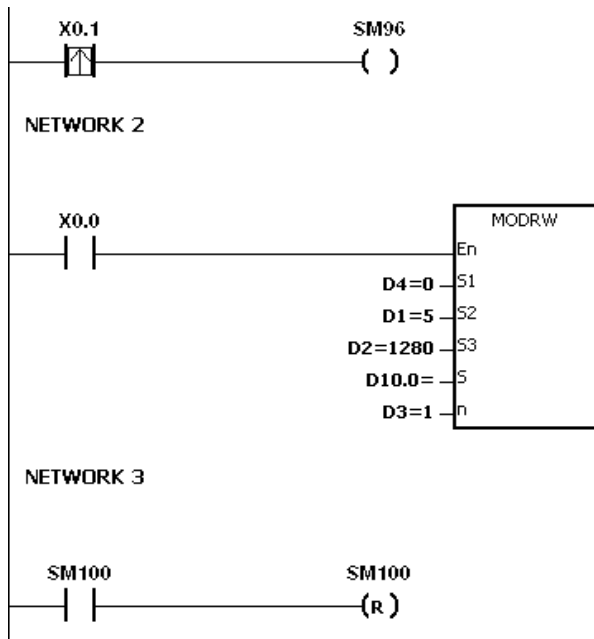 X0.1 SM96
NETWORK 2
X0.0 MODRW
En
D4=0 S1
D1=5 S2
D2=1280 S3
D10.0= S
D3=1 n
NETWORK 3
SM100 SM100
(R)